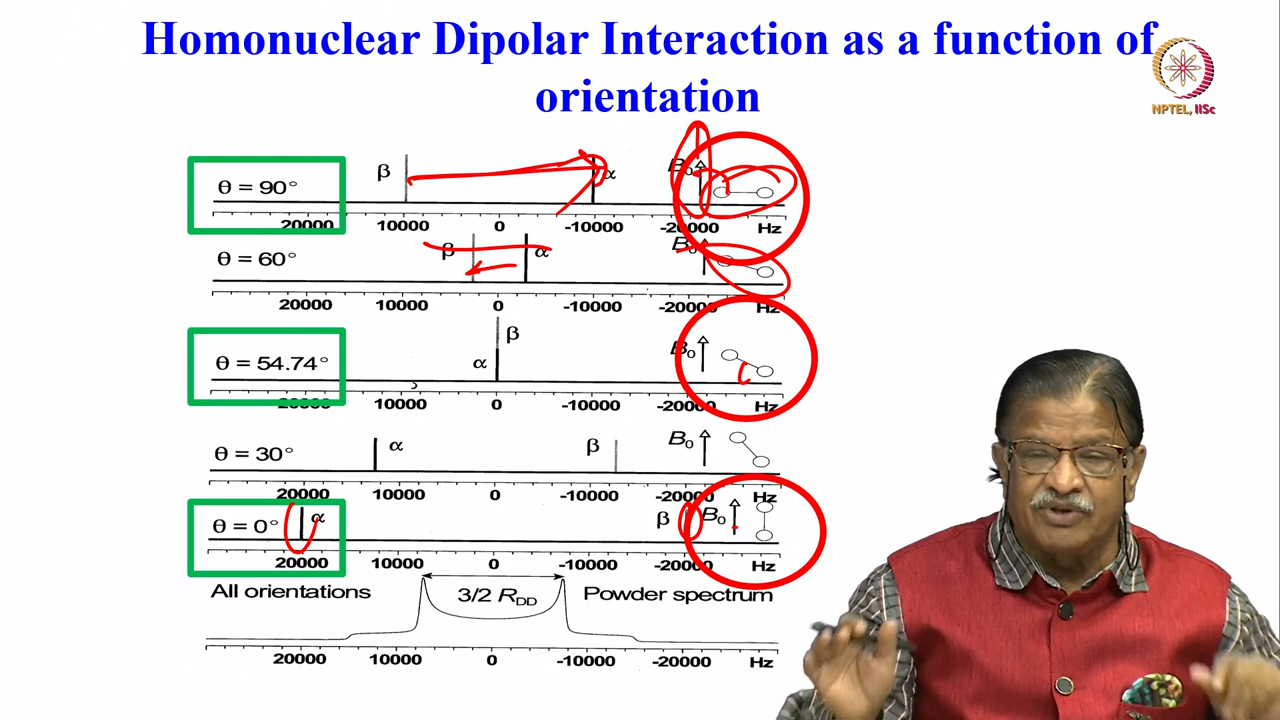 Homonuclear Dipolar Interaction as a function of
orientation
NPTEL, IISc
θ = 90°
β
α
B0
20000 10000 0 -10000 -20000 Hz
θ = 60°
β
α
B0
20000 10000 0 -10000 -20000 Hz
θ = 54.74°
α
β
B0
20000 10000 0 -10000 -20000 Hz
θ = 30°
α
β
B0
20000 10000 0 -10000 -20000 Hz
θ = 0°
α
β
B0
20000 10000 0 -10000 -20000 Hz
All orientations
3/2 RDD
Powder spectrum
20000 10000 0 -10000 -20000 Hz